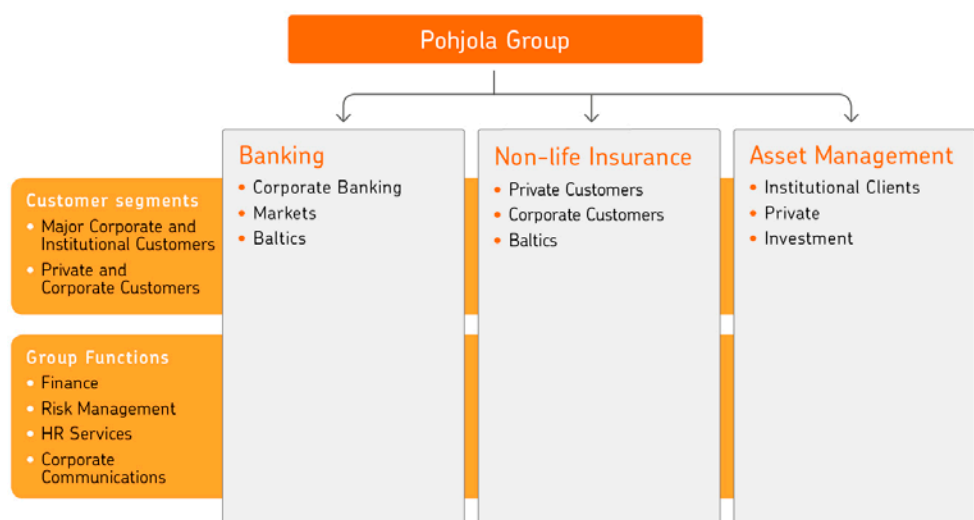 Pohjola Group
Banking
• Corporate Banking
• Markets
• Baltics
Non-life Insurance
• Private Customers
• Corporate Customers
• Baltics
Asset Management
• Institutional Clients
• Private
• Investment
Customer segments
• Major Corporate and
Institutional Customers
• Private and
Corporate Customers
Group Functions
• Finance
• Risk Management
• HR Services
• Corporate
Communications